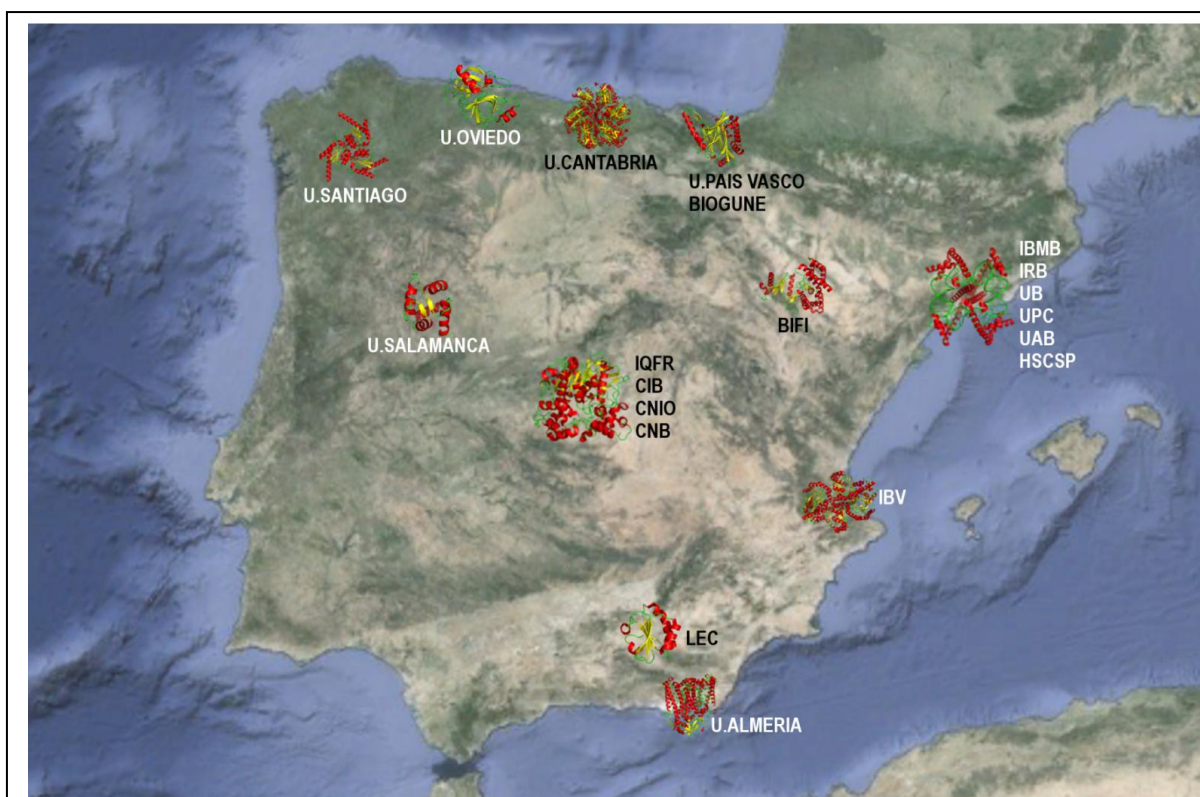 U.OVIEDO
U.CANTABRIA
U.SANTIAGO
U.PAIS VASCO
BIOGUNE
IBMB
IRB
UB
UPC
UAB
HSCSP
BIFI
U.SALAMANCA
IQFR
CIB
CNIO
CNB
IBV
LEC
U.ALMERIA